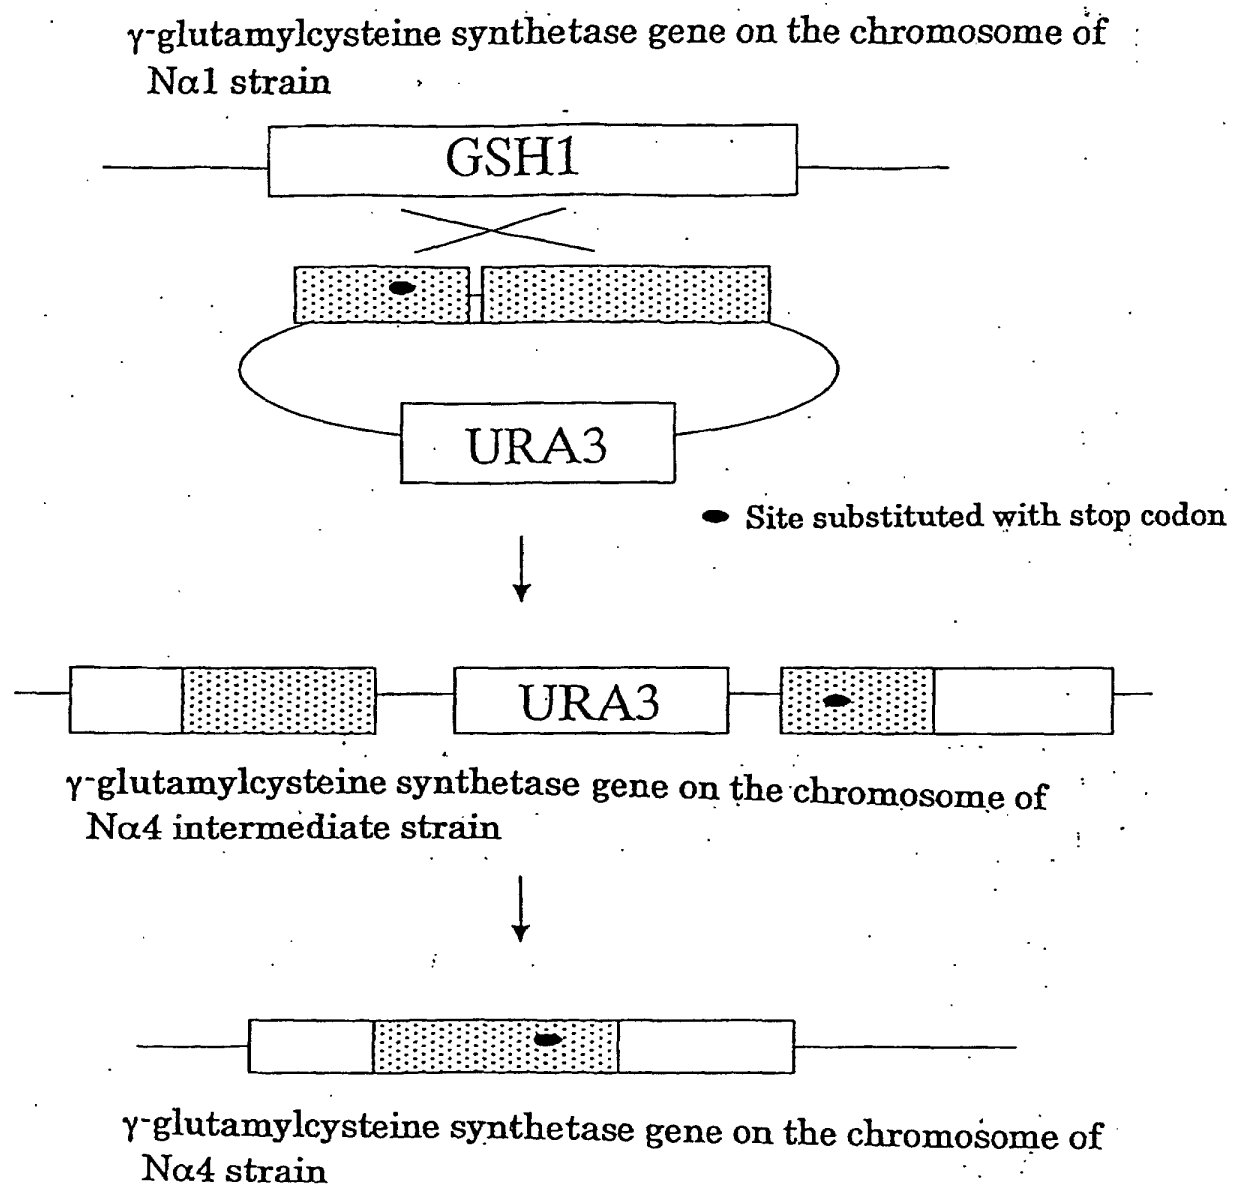 γ-glutamylcysteine synthetase gene on the chromosome of
Nα1 strain
GSH1
URA3
Site substituted with stop codon
URA3
γ-glutamylcysteine synthetase gene on the chromosome of
Nα4 intermediate strain
γ-glutamylcysteine synthetase gene on the chromosome of
Nα4 strain